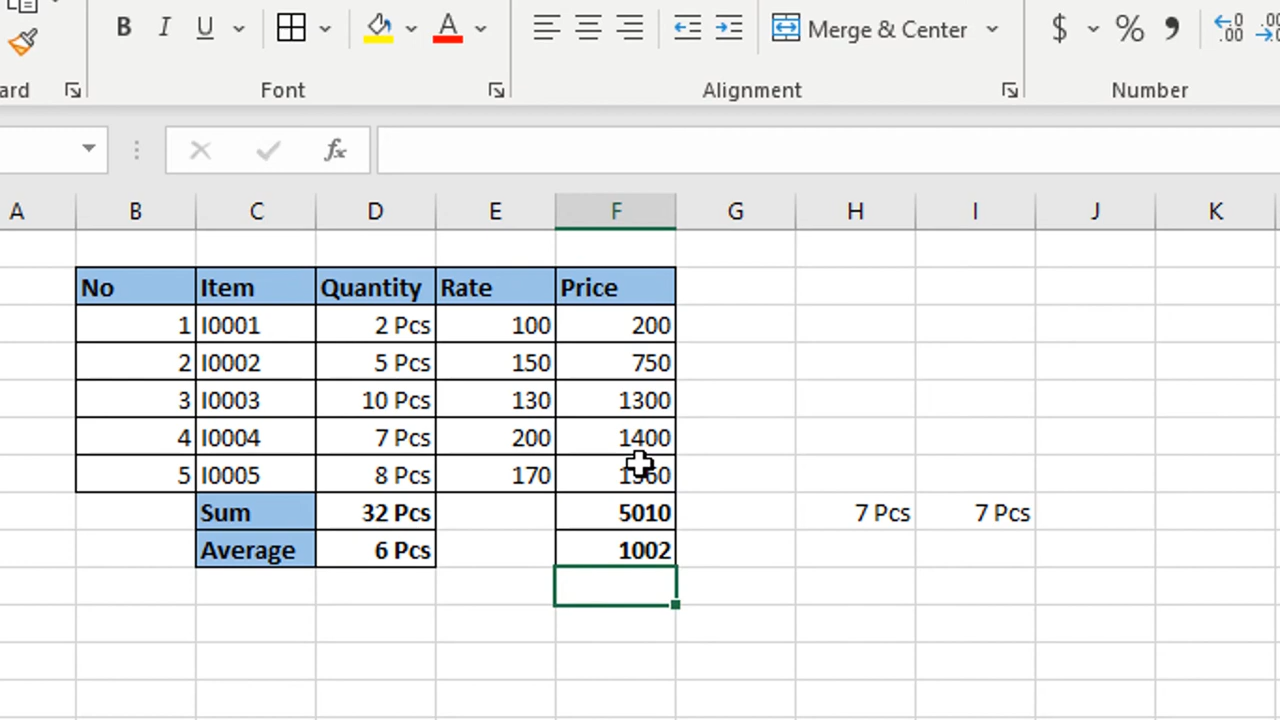 ard
B I U A
Merge & Center
$ % ,
Font
Alignment
Number
fx
A B C D E F G H I J K
No Item Quantity Rate Price
1 I0001 2 Pcs 100 200
2 I0002 5 Pcs 150 750
3 I0003 10 Pcs 130 1300
4 I0004 7 Pcs 200 1400
5 I0005 8 Pcs 170
Sum 32 Pcs 5010 7 Pcs 7 Pcs
Average 6 Pcs 1002